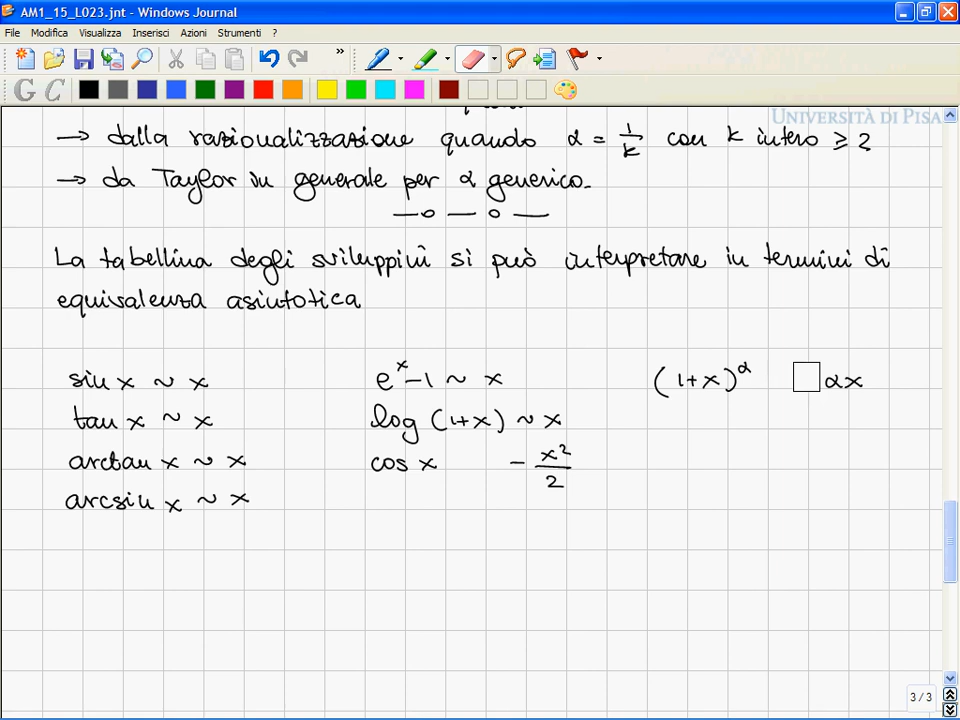 AM1_15_L023.jnt - Windows Journal
File Modifica Visualizza Inserisci Azioni Strumenti ?
G C
UNIVERSITÀ DI PISA
→ dalla razionalizzazione quando α = 1/k con k intero ≥ 2
→ da Taylor in generale per α generico.
— o — o —
La tabellina degli sviluppini si può interpretare in termini di
equivalenza asintotica
sin x ~ x e^x -1 ~ x (1+x)^α □ αx
tan x ~ x log (1+x) ~ x
arctan x ~ x cos x - x²/2
arcsin x ~ x
3 / 3